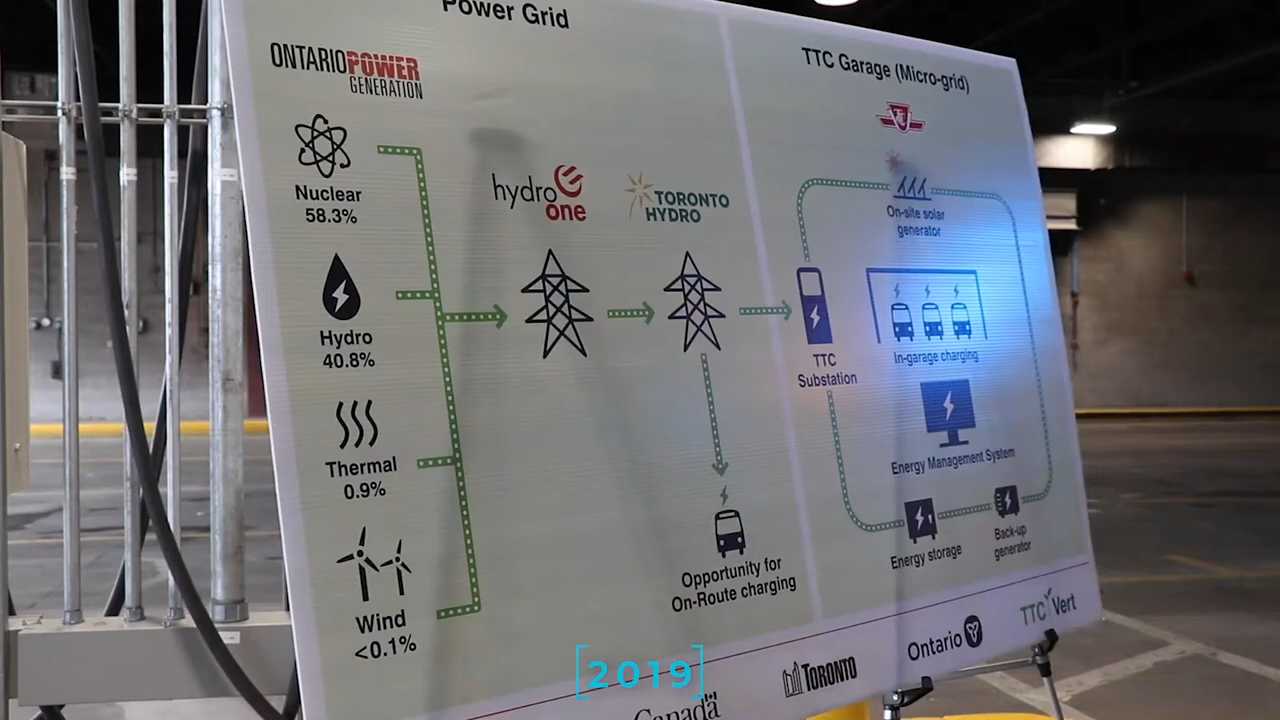 Power Grid
ONTARIO POWER
GENERATION
Nuclear
58.3%
Hydro
40.8%
Thermal
0.9%
Wind
<0.1%
hydro
one
TORONTO
HYDRO
Opportunity for
On-Route charging
TTC Garage (Micro-grid)
On-site solar
generator
TTC
Substation
In-garage charging
Energy Management System
Energy storage
Back-up
generator
[2019]
Canada
TORONTO
Ontario
TTC Vert